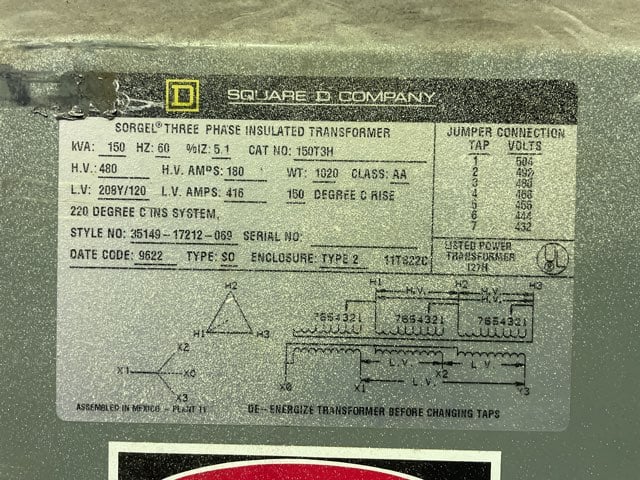 D SQUARE D COMPANY
SORGEL® THREE PHASE INSULATED TRANSFORMER
kVA: 150 HZ: 60 %IZ: 5.1 CAT NO: 150T3H
H.V.: 480 H.V. AMPS: 180 WT: 1020 CLASS: AA
L.V: 208Y/120 L.V. AMPS: 416 150 DEGREE C RISE
220 DEGREE C INS SYSTEM,
STYLE NO: 35149-17212-069 SERIAL NO:
DATE CODE: 9622 TYPE: SO ENCLOSURE: TYPE 2
JUMPER CONNECTION
TAP VOLTS
1 504
2 492
3 480
4 468
5 456
6 444
7 432
LISTED POWER
TRANSFORMER
127H
UL
H2
H1 H3
X2
X1 X0
X3
H1 H.V. H2 H.V. H3
H.V.
7654321 7654321 7654321
L.V. L.V.
X0 X1 L.V. X2 X3
ASSEMBLED IN MEXICO - PLANT 11
DE-ENERGIZE TRANSFORMER BEFORE CHANGING TAPS